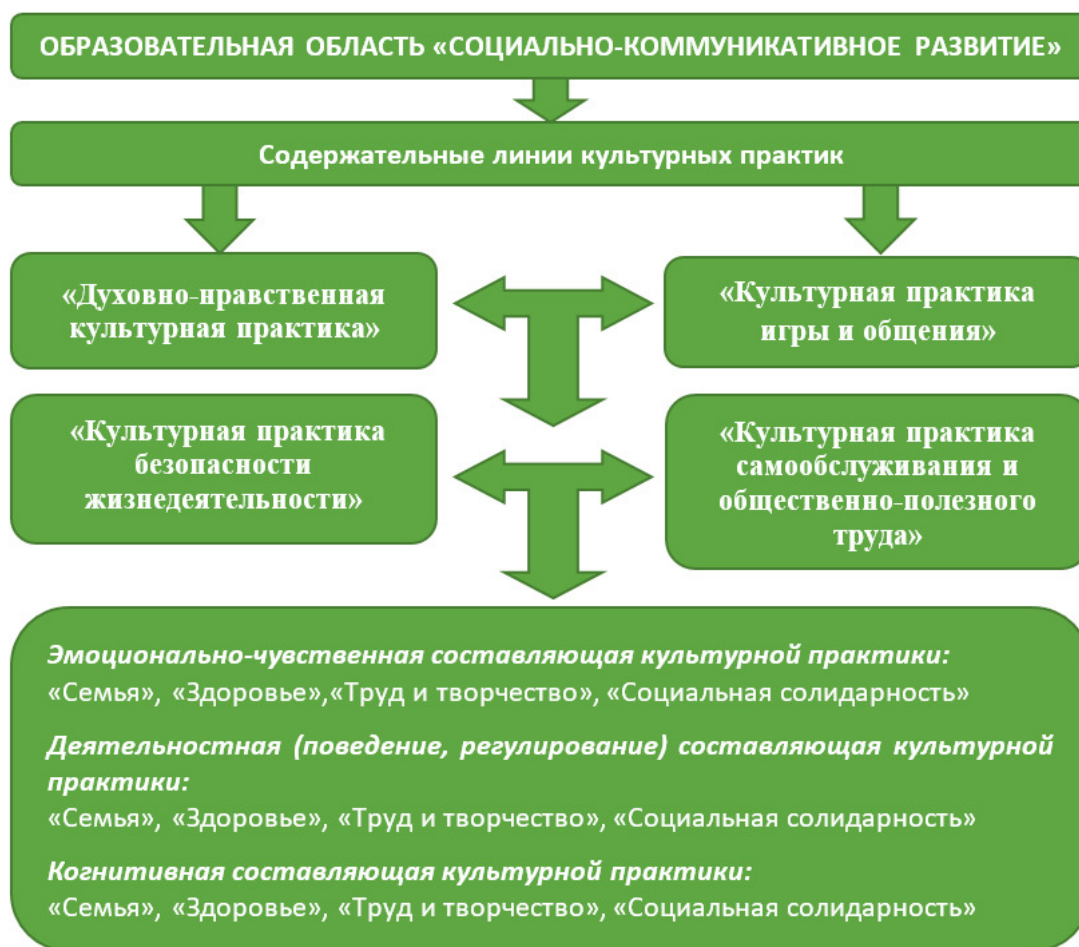 ОБРАЗОВАТЕЛЬНАЯ ОБЛАСТЬ «СОЦИАЛЬНО-КОММУНИКАТИВНОЕ РАЗВИТИЕ»
Содержательные линии культурных практик
«Духовно-нравственная
культурная практика»
«Культурная практика
игры и общения»
«Культурная практика
безопасности
жизнедеятельности»
«Культурная практика
самообслуживания и
общественно-полезного
труда»
Эмоционально-чувственная составляющая культурной практики:
«Семья», «Здоровье»,«Труд и творчество», «Социальная солидарность»
Деятельностная (поведение, регулирование) составляющая культурной
практики:
«Семья», «Здоровье», «Труд и творчество», «Социальная солидарность»
Когнитивная составляющая культурной практики:
«Семья», «Здоровье», «Труд и творчество», «Социальная солидарность»